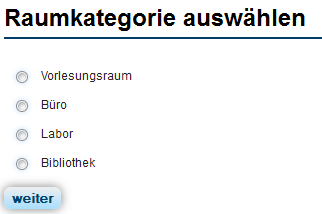 Raumkategorie auswählen
Vorlesungsraum
Büro
Labor
Bibliothek
weiter